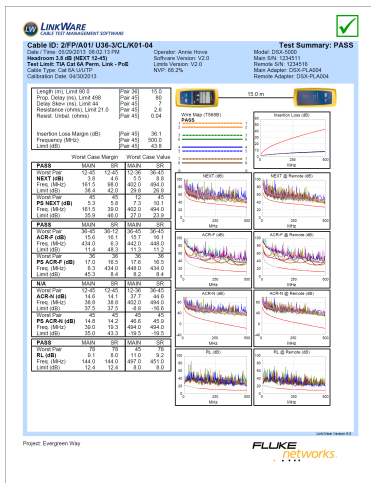 LW LINKWARE
CABLE TEST MANAGEMENT SOFTWARE
Cable ID: 2/FPP/A01/ U36-3/CL/K01-04
Test Summary: PASS
Date / Time: 05/29/2013 08:02:13 PM
Headroom 3.8 dB (NEXT 12-45)
Test Limit: TIA Cat 6A Perm. Link - PoE
Cable Type: Cat 6A U/UTP
Calibration Date: 04/30/2013
Operator: Annie Howe
Software Version: V2.0
Limits Version: V2.0
NVP: 68.2%
Model: DSX-5000
Main S/N: 1234511
Remote S/N: 1234516
Main Adapter: DSX-PLA004
Remote Adapter: DSX-PLA004
Length (m), Limit 90.0 [Pair 36] 15.0
Prop. Delay (ns), Limit 498 [Pair 45] 80
Delay Skew (ns), Limit 44 [Pair 45] 7
Resistance (ohms), Limit 21.0 [Pair 45] 2.6
Resist. Unbal. (ohms) [Pair 45] 0.04
Insertion Loss Margin (dB) [Pair 45] 36.1
Frequency (MHz) [Pair 45] 500.0
Limit (dB) [Pair 45] 43.8
15.0 m
Wire Map (T568B)
PASS
Insertion Loss (dB)
Worst Case Margin Worst Case Value
PASS MAIN SR MAIN SR
Worst Pair 12-45 12-45 12-36 36-45
NEXT (dB) 3.8 4.6 5.5 8.8
Freq. (MHz) 161.5 98.0 402.0 494.0
Limit (dB) 38.4 42.0 29.9 26.8
Worst Pair 45 45 12 45
PS NEXT (dB) 5.3 5.8 7.3 10.1
Freq. (MHz) 161.5 39.0 402.0 494.0
Limit (dB) 35.9 46.0 27.0 23.9
PASS MAIN SR MAIN SR
Worst Pair 36-45 36-12 36-45 36-45
ACR-F (dB) 15.6 16.1 15.7 16.1
Freq. (MHz) 434.0 6.3 442.0 448.0
Limit (dB) 11.4 48.3 11.3 11.2
Worst Pair 36 36 36 36
PS ACR-F (dB) 17.0 16.5 17.6 16.5
Freq. (MHz) 6.3 434.0 448.0 434.0
Limit (dB) 45.3 8.4 8.2 8.4
N/A MAIN SR MAIN SR
Worst Pair 12-45 12-45 12-36 36-45
ACR-N (dB) 14.6 14.1 37.7 44.6
Freq. (MHz) 38.8 38.8 402.0 494.0
Limit (dB) 37.5 37.5 -8.6 -16.6
Worst Pair 45 45 45 45
PS ACR-N (dB) 14.8 14.2 46.6 45.9
Freq. (MHz) 39.0 19.3 494.0 494.0
Limit (dB) 35.0 43.3 -19.5 -19.5
PASS MAIN SR MAIN SR
Worst Pair 78 78 45 78
RL (dB) 9.1 8.0 11.0 9.2
Freq. (MHz) 144.0 144.0 497.0 451.0
Limit (dB) 12.4 12.4 8.0 8.0
NEXT (dB)
NEXT @ Remote (dB)
ACR-F (dB)
ACR-F @ Remote (dB)
ACR-N (dB)
ACR-N @ Remote (dB)
RL (dB)
RL @ Remote (dB)
MHz
Project: Evergreen Way
FLUKE
networks.